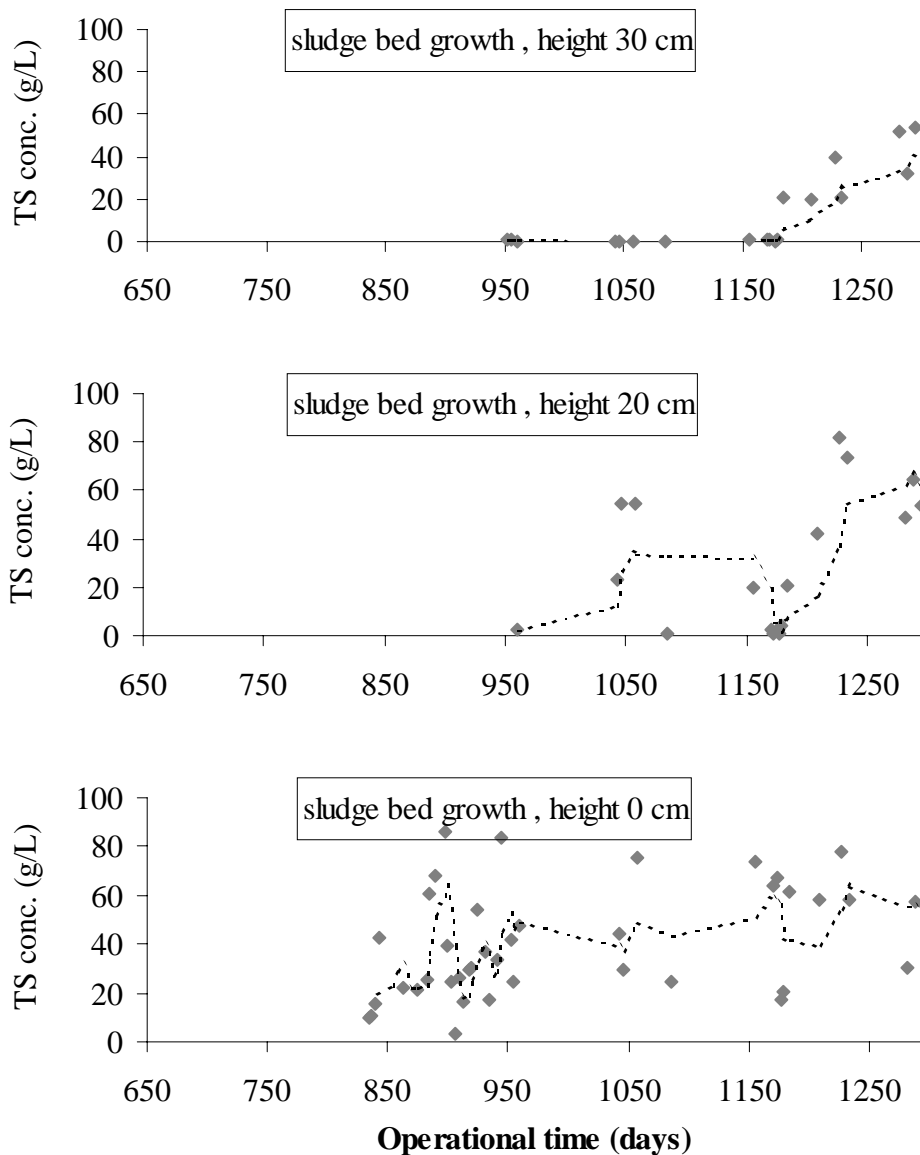 sludge bed growth , height 30 cm
TS conc. (g/L)
100
80
60
40
20
0
650 750 850 950 1050 1150 1250
sludge bed growth , height 20 cm
TS conc. (g/L)
100
80
60
40
20
0
650 750 850 950 1050 1150 1250
sludge bed growth , height 0 cm
TS conc. (g/L)
100
80
60
40
20
0
650 750 850 950 1050 1150 1250
Operational time (days)